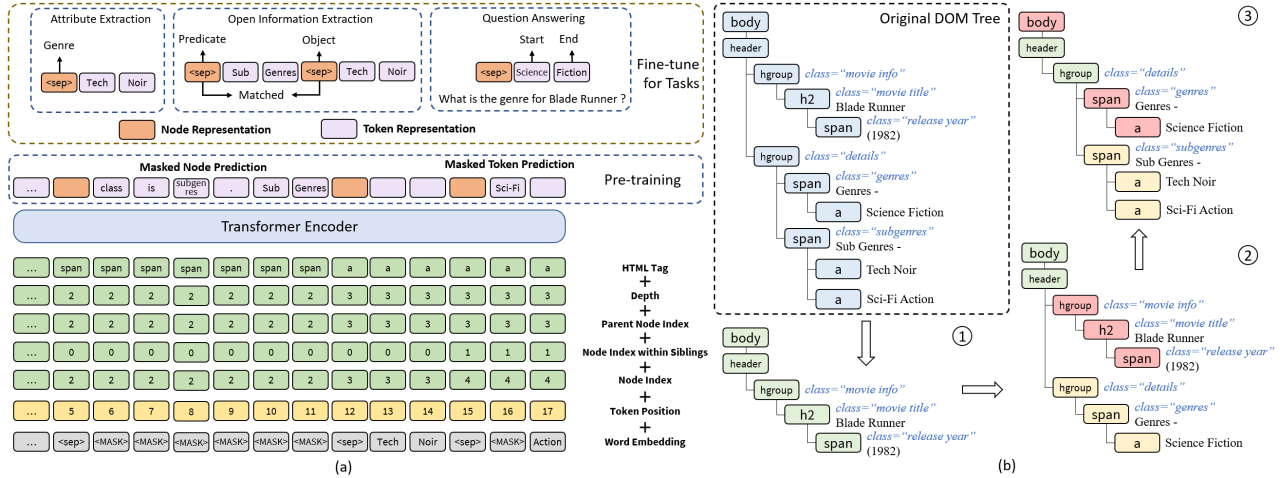 Attribute Extraction
Genre
<sep> Tech Noir
Open Information Extraction
Predicate Object
<sep> Sub Genres <sep> Tech Noir
Matched
Question Answering
Start End
<sep> Science Fiction
What is the genre for Blade Runner ?
Fine-tune
for Tasks
Node Representation Token Representation
Masked Node Prediction Masked Token Prediction
... class is subgen
res . Sub Genres Sci-Fi
Pre-training
Transformer Encoder
... span span span span span span span a a a a a a HTML Tag
+
... 2 2 2 2 2 2 2 3 3 3 3 3 3 Depth
+
... 2 2 2 2 2 2 2 3 3 3 3 3 3 Parent Node Index
+
... 0 0 0 0 0 0 0 0 0 0 1 1 1 Node Index within Siblings
+
... 2 2 2 2 2 2 2 3 3 3 4 4 4 Node Index
+
... 5 6 7 8 9 10 11 12 13 14 15 16 17 Token Position
+
... <sep> <MASK> <MASK> <MASK> <MASK> <MASK> <MASK> <sep> Tech Noir <sep> <MASK> Action Word Embedding
(a)
Original DOM Tree
body
header
hgroup class="movie info"
h2 class="movie title"
Blade Runner
span class="release year"
(1982)
hgroup class="details"
span class="genres"
Genres -
a Science Fiction
span class="subgenres"
Sub Genres -
a Tech Noir
a Sci-Fi Action
1
body
header
hgroup class="movie info"
h2 class="movie title"
Blade Runner
span class="release year"
(1982)
2
body
header
hgroup class="movie info"
h2 class="movie title"
Blade Runner
span class="release year"
(1982)
hgroup class="details"
span class="genres"
Genres -
a Science Fiction
3
body
header
hgroup class="details"
span class="genres"
Genres -
a Science Fiction
span class="subgenres"
Sub Genres -
a Tech Noir
a Sci-Fi Action
(b)